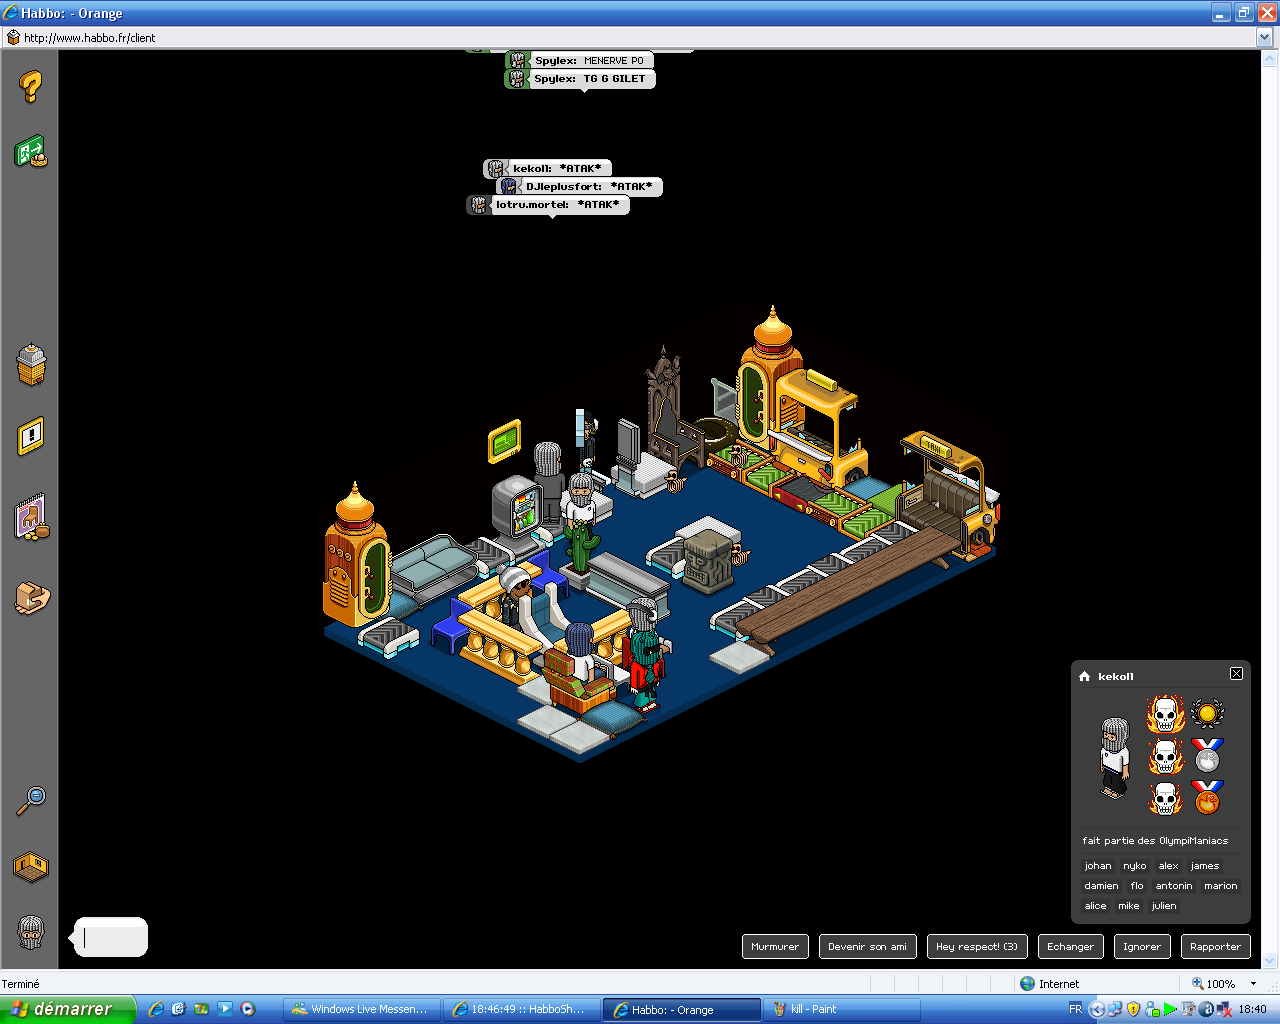 Habbo: - Orange
http://www.habbo.fr/client
Spylex: MENERVE PO
Spylex: TG G GILET
kekol1: *ATAK*
DJleplusfort: *ATAK*
lotru.mortel: *ATAK*
TAXI
kekol1
fait partie des OlympiManiacs
johan nyko alex james
damien flo antonin marion
alice mike julien
Murmurer Devenir son ami Hey respect! (3) Echanger Ignorer Rapporter
Terminé Internet 100%
démarrer Windows Live Messen... 18:46:49 :: HabboSh... Habbo: - Orange kill - Paint FR 18:40